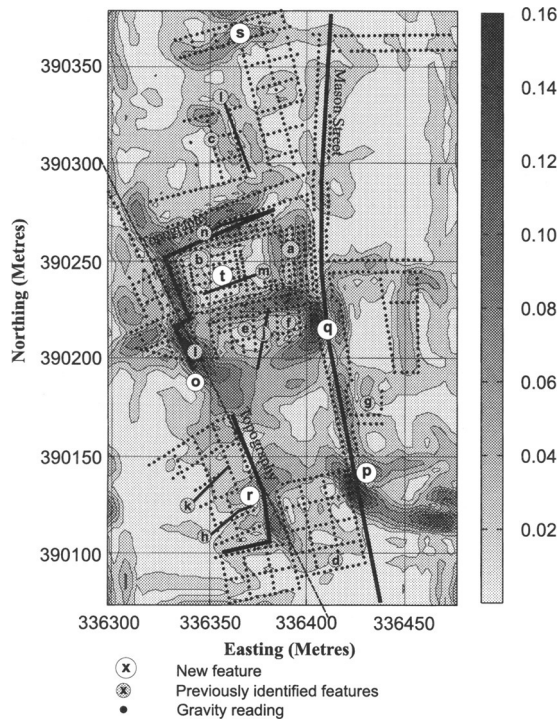 0.16
0.14
0.12
0.10
0.08
0.06
0.04
0.02
390350
390300
390250
390200
390150
390100
Northing (Metres)
336300
336350
336400
336450
Easting (Metres)
Mason Street
Topography
Topography
s
l
c
n
b
t
m
a
e
j
f
q
i
o
g
p
r
k
h
d
x New feature
x Previously identified features
Gravity reading